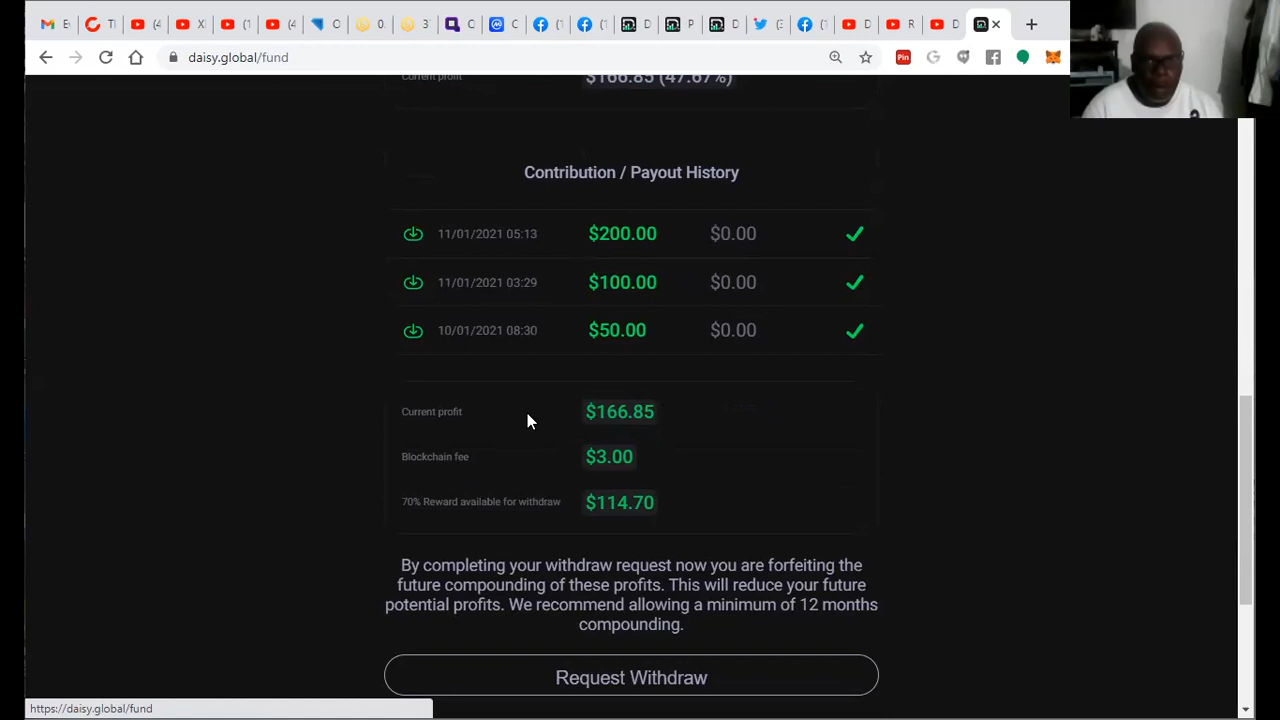 daisy.global/fund
Pin
Current profit $166.85 (47.67%)
Contribution / Payout History
11/01/2021 05:13 $200.00 $0.00
11/01/2021 03:29 $100.00 $0.00
10/01/2021 08:30 $50.00 $0.00
Current profit $166.85
Blockchain fee $3.00
70% Reward available for withdraw $114.70
By completing your withdraw request now you are forfeiting the
future compounding of these profits. This will reduce your future
potential profits. We recommend allowing a minimum of 12 months
compounding.
Request Withdraw
https://daisy.global/fund